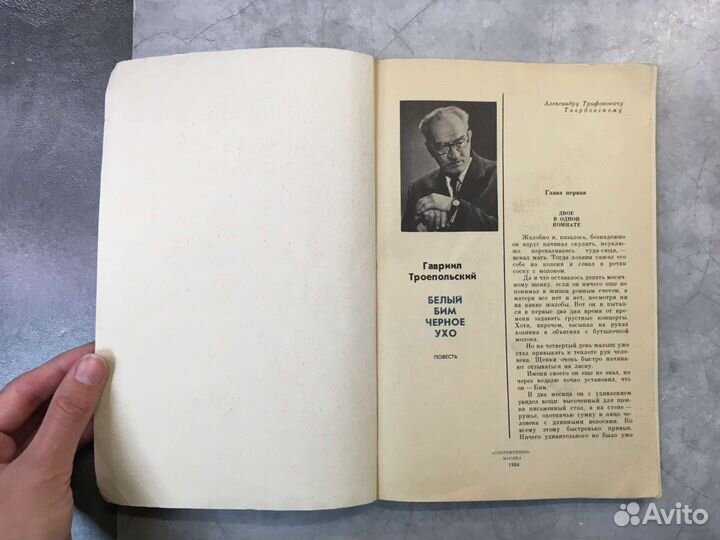 Александру Трифоновичу
Твардовскому
Глава первая
ДВОЕ
В ОДНОЙ
КОМНАТЕ
Жалобно и, казалось, безнадежно
он вдруг начинал скулить, неуклю-
же переваливаясь туда-сюда, —
искал мать. Тогда хозяин сажал его
себе на колени и совал в ротик
соску с молоком.
Да и что оставалось делать месяч-
ному щенку, если он ничего еще не
понимал в жизни ровным счетом, а
матери все нет и нет, несмотря ни
на какие жалобы. Вот он и пытал-
ся в первые два дня время от вре-
мени задавать грустные концерты.
Хотя, впрочем, засыпал на руках
хозяина в объятиях с бутылочкой
молока.
Но на четвертый день малыш уже
стал привыкать к теплоте рук чело-
века. Щенки очень быстро начина-
ют отзываться на ласку.
Имени своего он еще не знал, но
через неделю точно установил, что
он — Бим.
В два месяца он с удивлением
увидел вещи: высоченный для щен-
ка письменный стол, а на стене —
ружье, охотничью сумку и лицо че-
ловека с длинными волосами. Ко
всему этому быстренько привык.
Ничего удивительного не было уже
Гавриил
Троепольский
БЕЛЫЙ
БИМ
ЧЕРНОЕ
УХО
ПОВЕСТЬ
«СОВРЕМЕННИК»
МОСКВА
1984
Avito